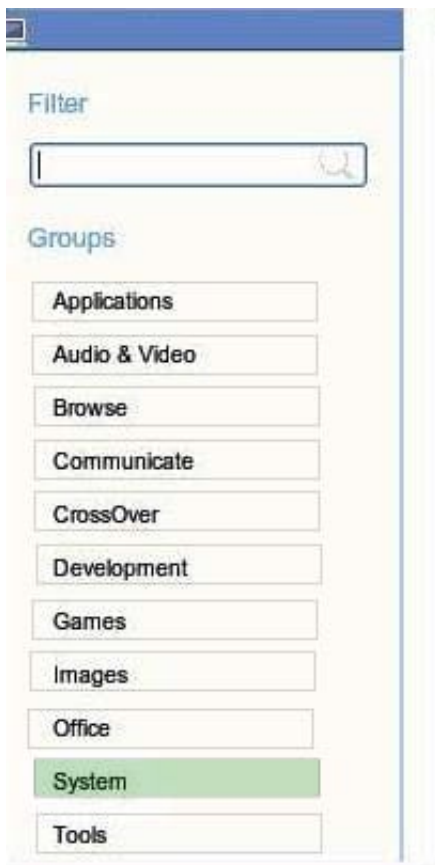 Filter
Groups
Applications
Audio & Video
Browse
Communicate
CrossOver
Development
Games
Images
Office
System
Tools